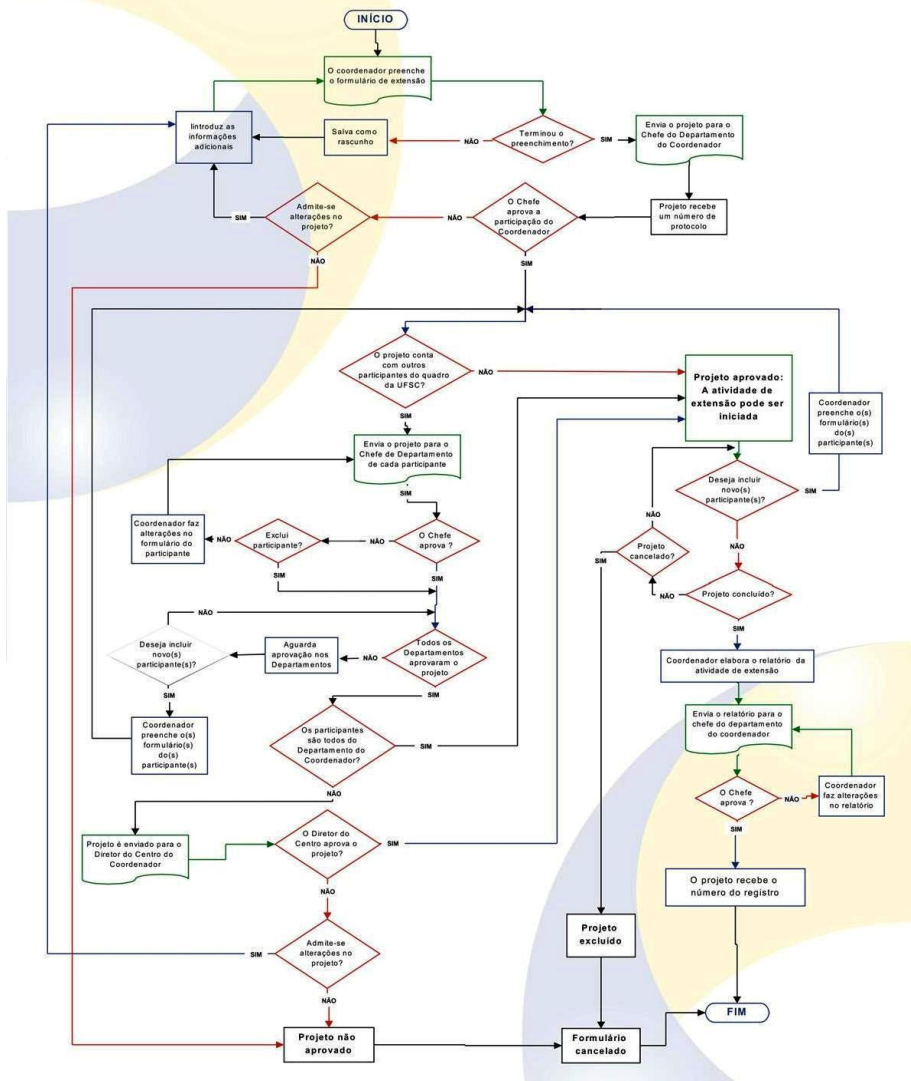 INÍCIO
O coordenador preenche
o formulário de extensão
Iintroduz as
informações
adicionais
Salva como
rascunho
NÃO
Terminou o
preenchimento?
SIM
Envia o projeto para o
Chefe do Departamento
do Coordenador
SIM
Admite-se
alterações no
projeto?
NÃO
NÃO
O Chefe
aprova a
participação do
Coordenador
SIM
Projeto recebe
um número de
protocolo
O projeto conta
com outros
participantes do quadro
da UFSC?
NÃO
SIM
Projeto aprovado:
A atividade de
extensão pode ser
iniciada
Coordenador
preenche o(s)
formulário(s)
do(s)
participante(s)
Envia o projeto para o
Chefe de Departamento
de cada participante
SIM
Deseja incluir
novo(s)
participante(s)?
SIM
NÃO
Coordenador faz
alterações no
formulário do
participante
NÃO
Exclui
participante?
SIM
NÃO
O Chefe
aprova ?
SIM
NÃO
Projeto
cancelado?
SIM
NÃO
Projeto concluído?
SIM
NÃO
Deseja incluir
novo(s)
participante(s)?
SIM
Aguarda
aprovação nos
Departamentos
NÃO
Todos os
Departamentos
aprovaram o
projeto
SIM
Coordenador elabora o relatório da
atividade de extensão
Coordenador
preenche o(s)
formulário(s)
do(s)
participante(s)
Os participantes
são todos do
Departamento do
Coordenador?
SIM
NÃO
Envia o relatório para o
chefe do departamento
do coordenador
O Chefe
aprova ?
NÃO
SIM
Coordenador
faz alterações
no relatório
Projeto é enviado para o
Diretor do Centro do
Coordenador
O Diretor do
Centro aprova o
projeto?
SIM
NÃO
O projeto recebe o
número do registro
SIM
Admite-se
alterações no
projeto?
NÃO
Projeto
excluído
FIM
Projeto não
aprovado
Formulário
cancelado